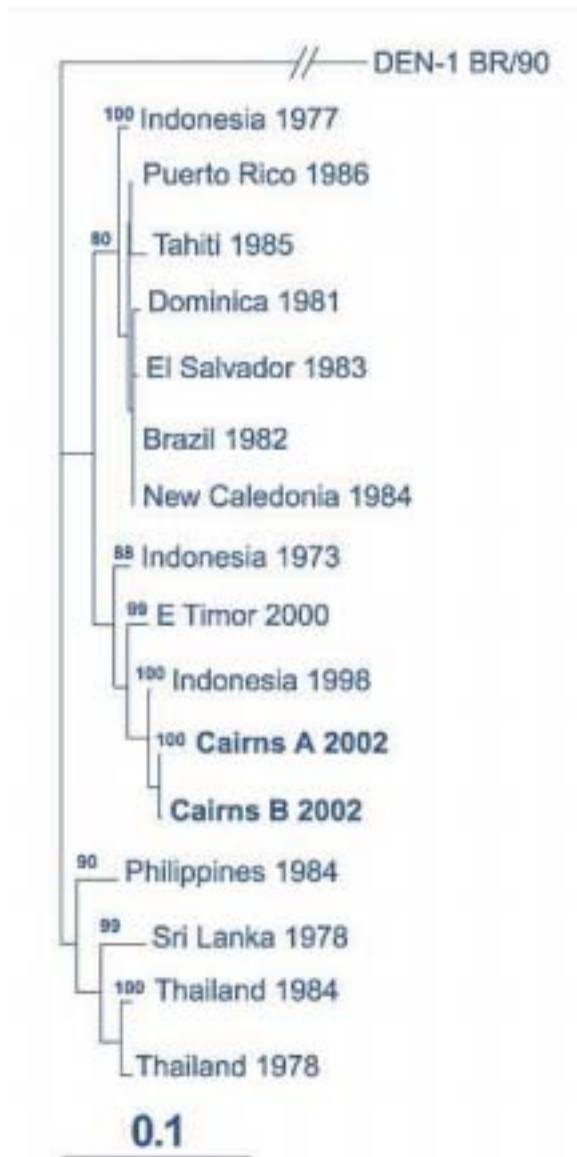 DEN-1 BR/90
100 Indonesia 1977
Puerto Rico 1986
80
Tahiti 1985
Dominica 1981
El Salvador 1983
Brazil 1982
New Caledonia 1984
88 Indonesia 1973
99 E Timor 2000
100 Indonesia 1998
100 Cairns A 2002
Cairns B 2002
90
Philippines 1984
99
Sri Lanka 1978
100 Thailand 1984
Thailand 1978
0.1